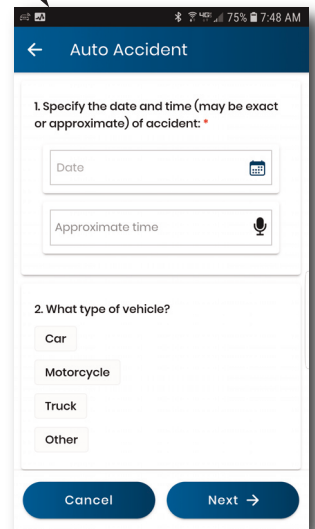 75% 7:48 AM
Auto Accident
1. Specify the date and time (may be exact
or approximate) of accident: *
Date
Approximate time
2. What type of vehicle?
Car
Motorcycle
Truck
Other
Cancel Next →